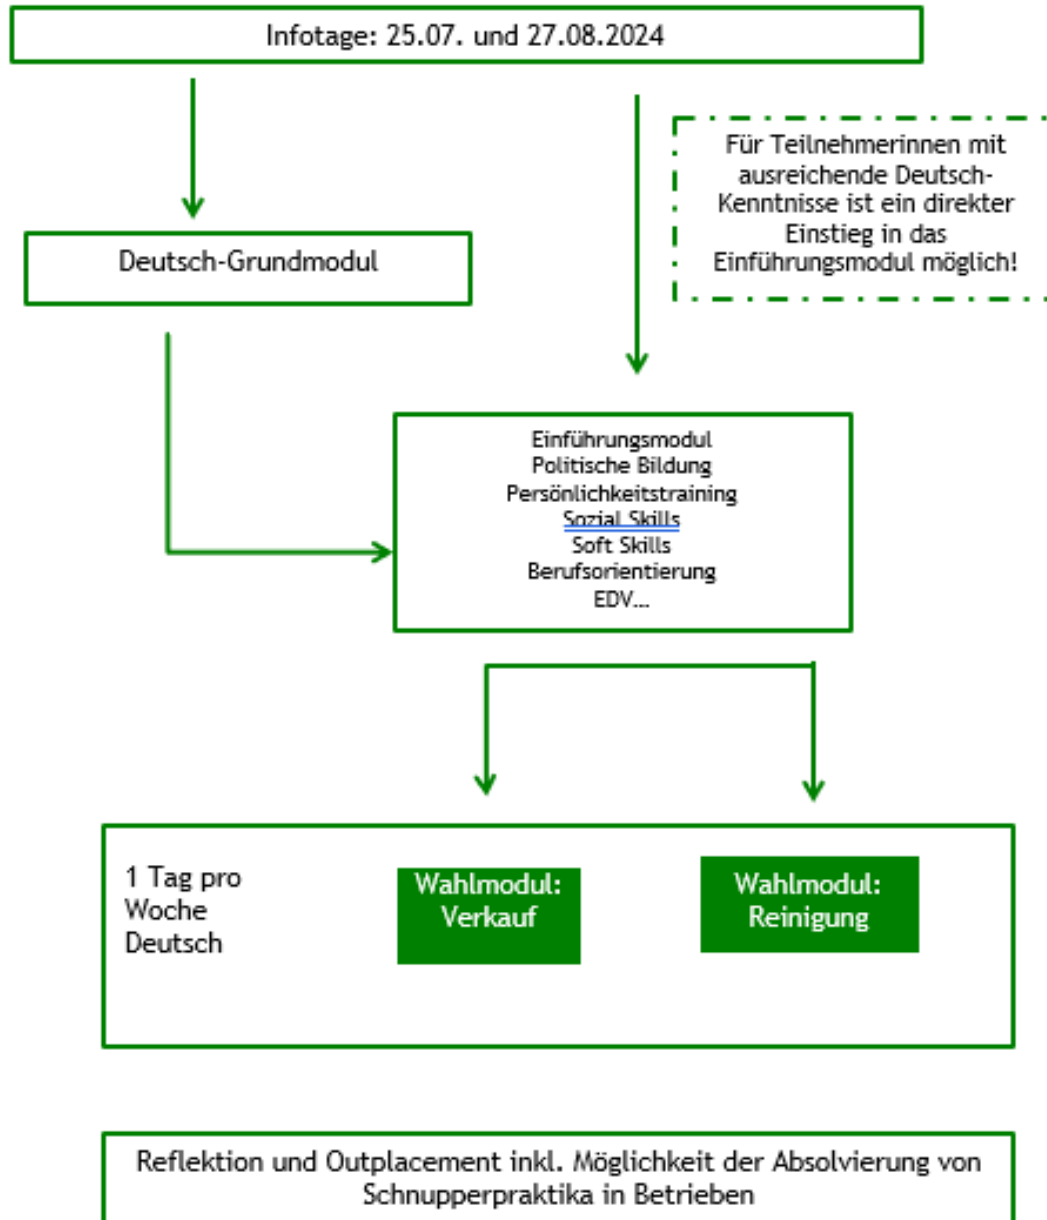 Infotage: 25.07. und 27.08.2024
Für Teilnehmerinnen mit
ausreichende Deutsch-
Kenntnisse ist ein direkter
Einstieg in das
Einführungsmodul möglich!
Deutsch-Grundmodul
Einführungsmodul
Politische Bildung
Persönlichkeitstraining
Sozial Skills
Soft Skills
Berufsorientierung
EDV...
1 Tag pro
Woche
Deutsch
Wahlmodul:
Verkauf
Wahlmodul:
Reinigung
Reflektion und Outplacement inkl. Möglichkeit der Absolvierung von
Schnupperpraktika in Betrieben